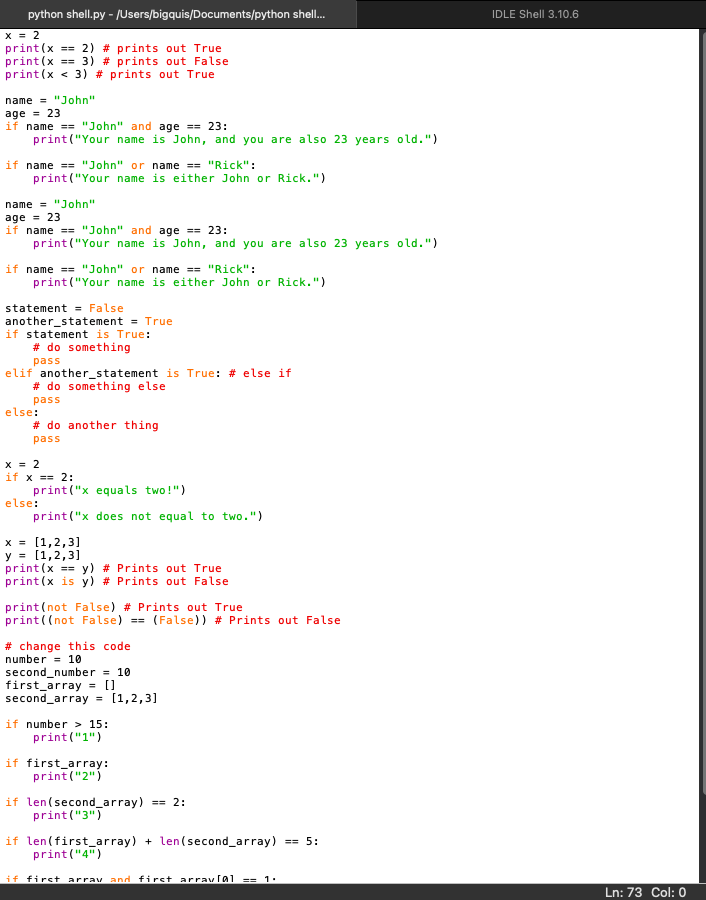 python shell.py - /Users/bigquis/Documents/python shell...
IDLE Shell 3.10.6
x = 2
print(x == 2) # prints out True
print(x == 3) # prints out False
print(x < 3) # prints out True
name = "John"
age = 23
if name == "John" and age == 23:
    print("Your name is John, and you are also 23 years old.")
if name == "John" or name == "Rick":
    print("Your name is either John or Rick.")
name = "John"
age = 23
if name == "John" and age == 23:
    print("Your name is John, and you are also 23 years old.")
if name == "John" or name == "Rick":
    print("Your name is either John or Rick.")
statement = False
another_statement = True
if statement is True:
    # do something
    pass
elif another_statement is True: # else if
    # do something else
    pass
else:
    # do another thing
    pass
x = 2
if x == 2:
    print("x equals two!")
else:
    print("x does not equal to two.")
x = [1,2,3]
y = [1,2,3]
print(x == y) # Prints out True
print(x is y) # Prints out False
print(not False) # Prints out True
print((not False) == (False)) # Prints out False
# change this code
number = 10
second_number = 10
first_array = []
second_array = [1,2,3]
if number > 15:
    print("1")
if first_array:
    print("2")
if len(second_array) == 2:
    print("3")
if len(first_array) + len(second_array) == 5:
    print("4")
if first_array and first_array[0] == 1:
Ln: 73 Col: 0